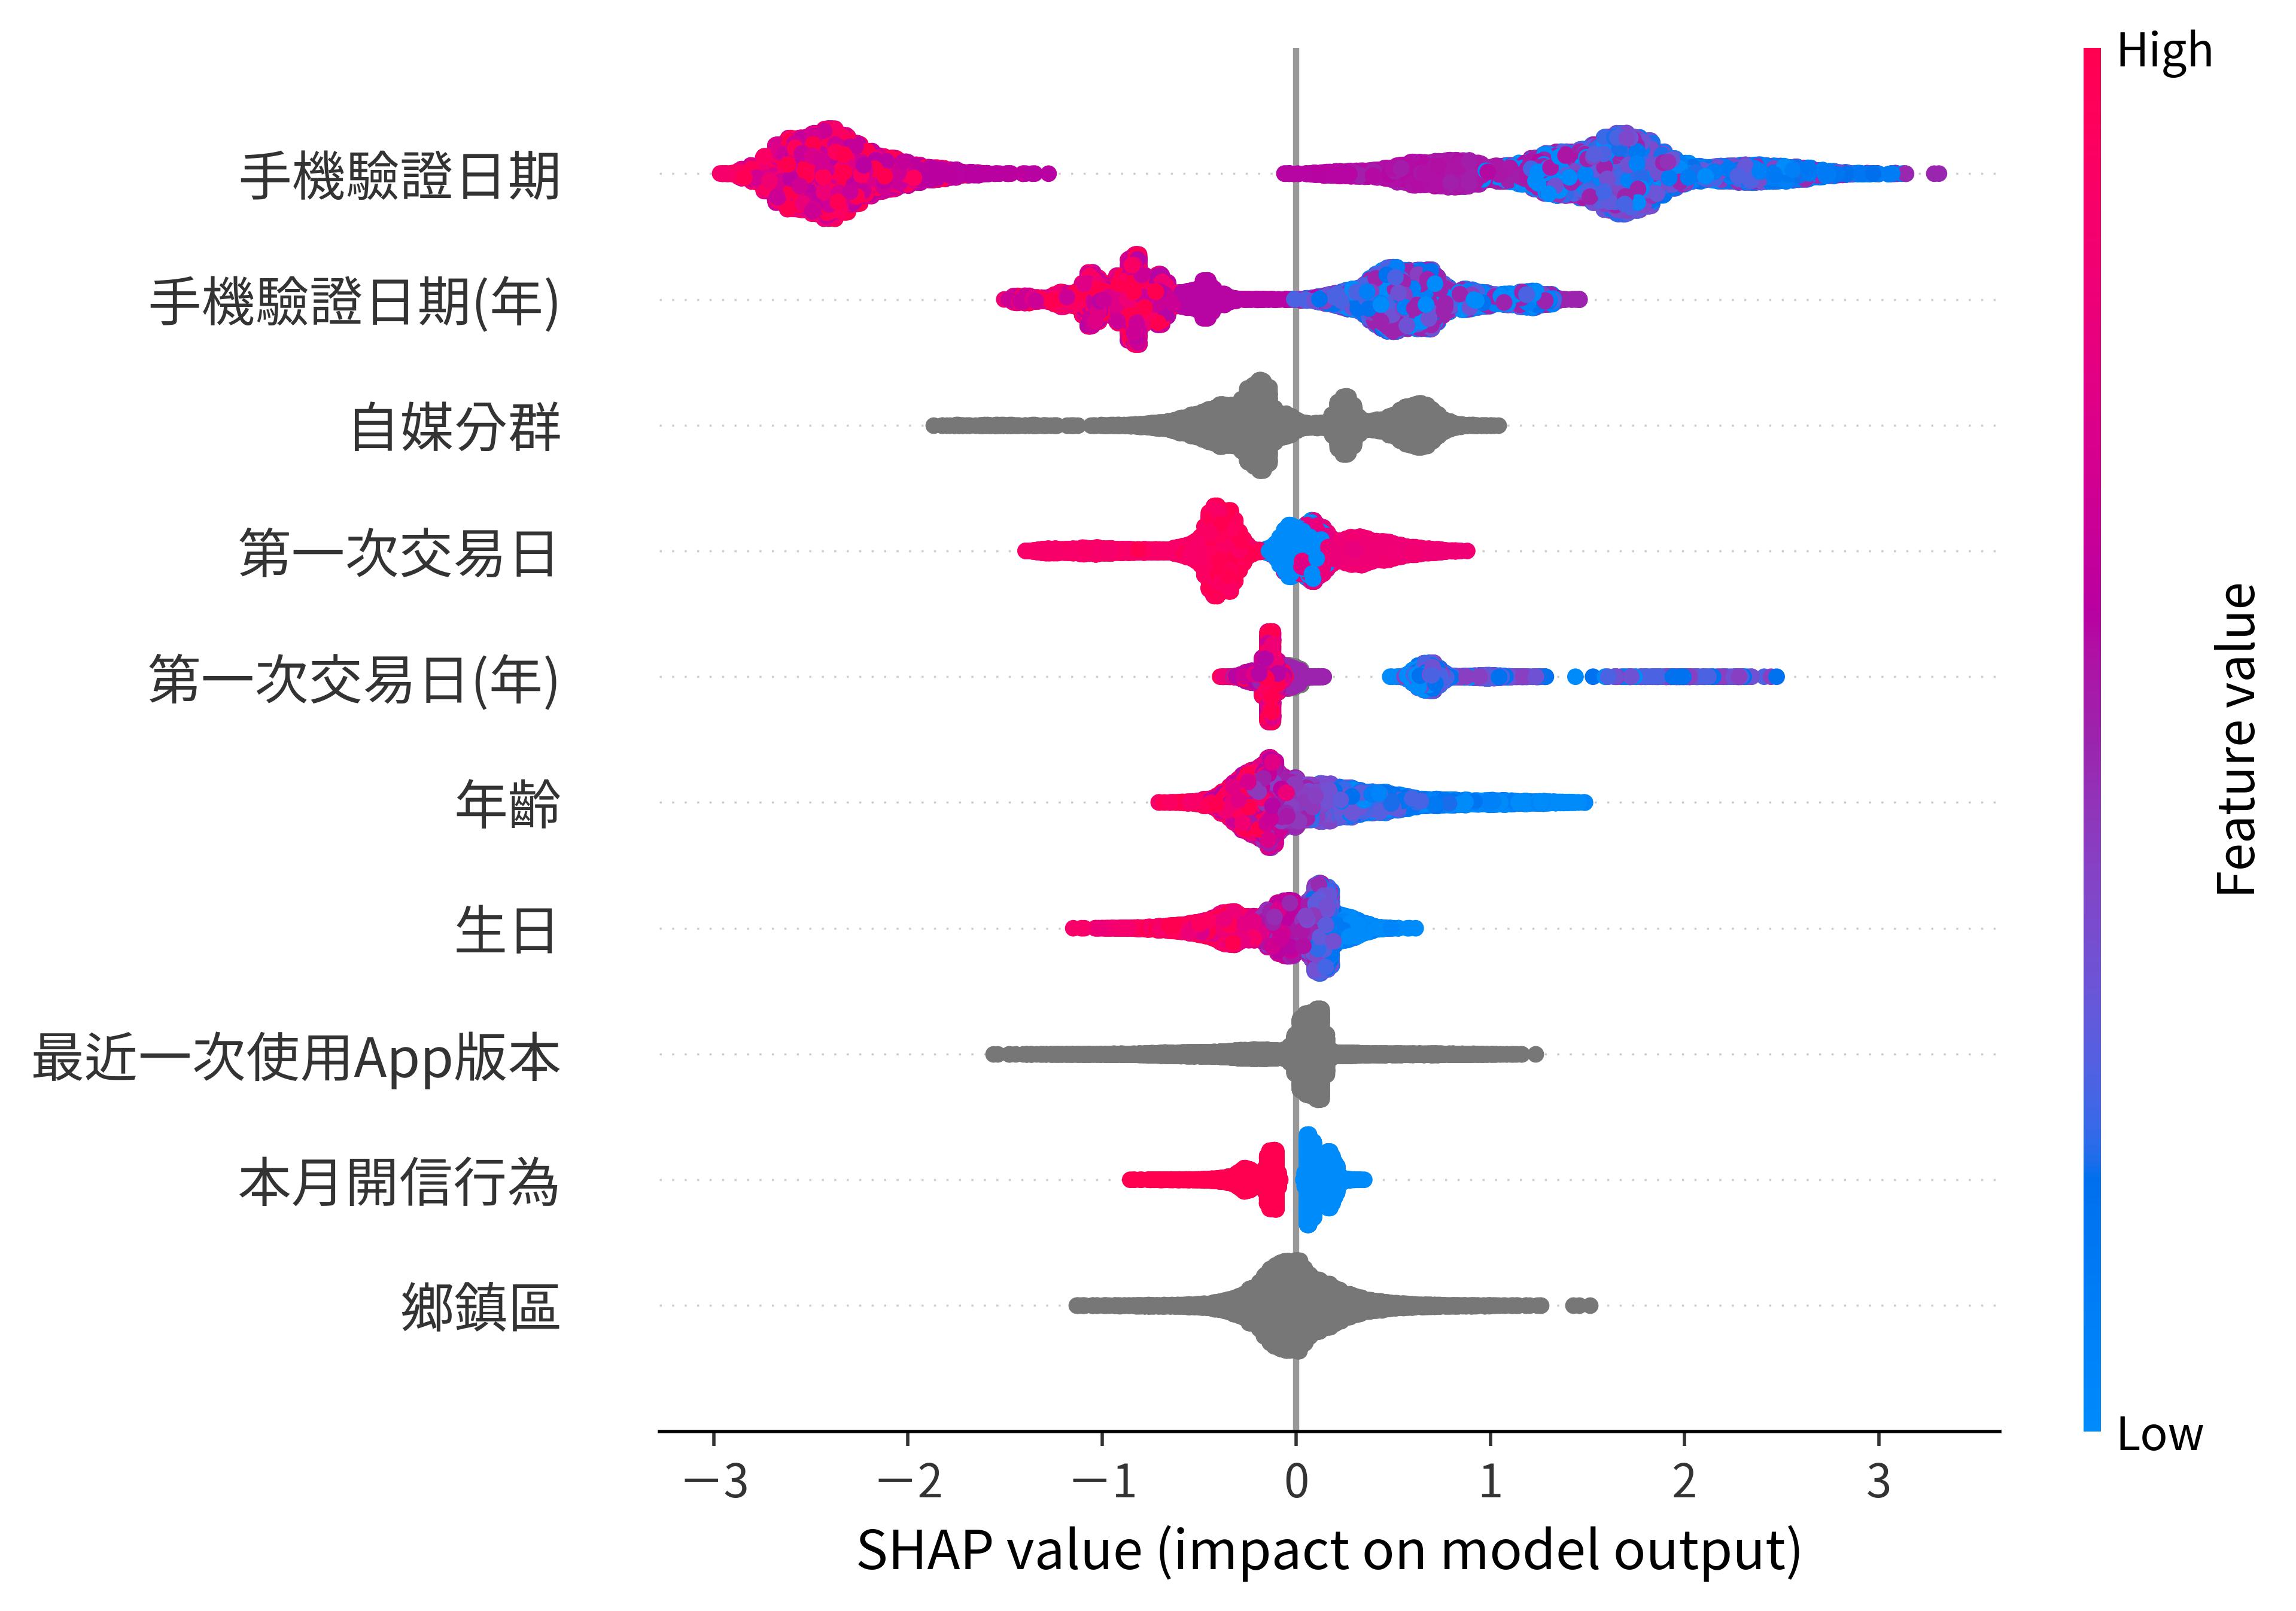 High
手機驗證日期
手機驗證日期(年)
自媒分群
第一次交易日
第一次交易日(年)
年齡
生日
最近一次使用App版本
本月開信行為
鄉鎮區
Feature value
Low
−3 −2 −1 0 1 2 3
SHAP value (impact on model output)